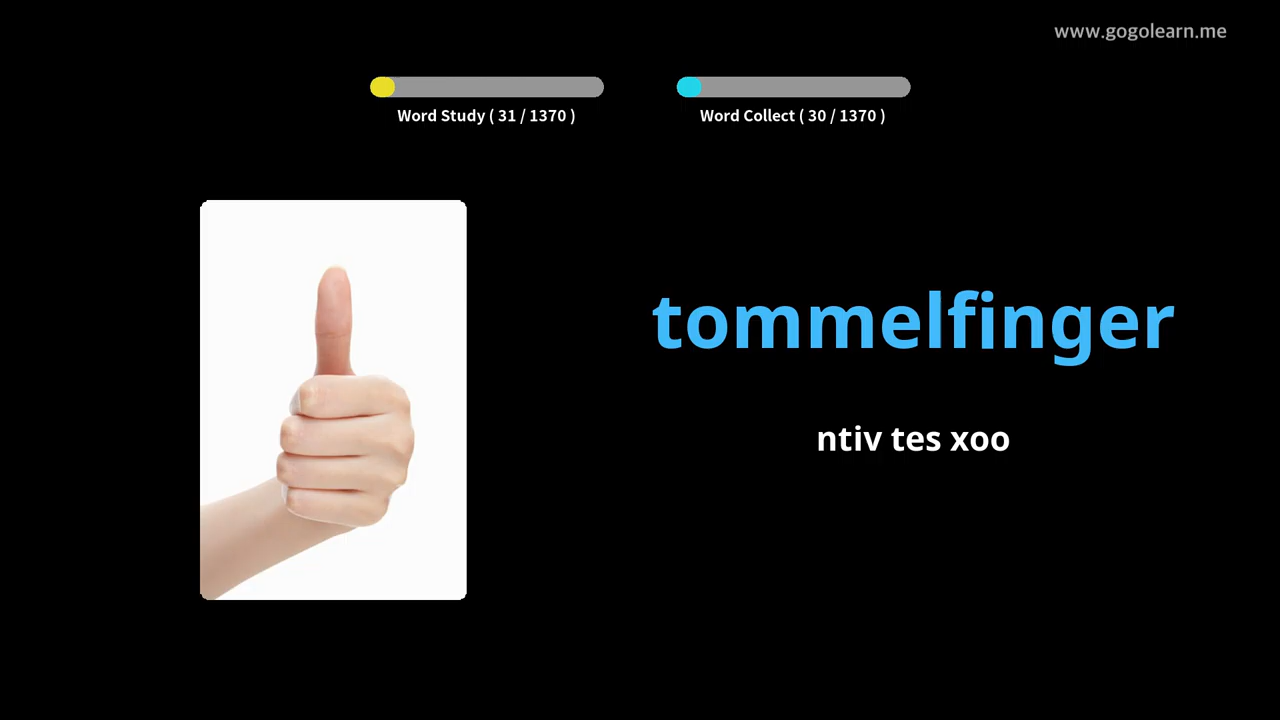 www.gogolearn.me
Word Study ( 31 / 1370 )
Word Collect ( 30 / 1370 )
tommelfinger
ntiv tes xoo